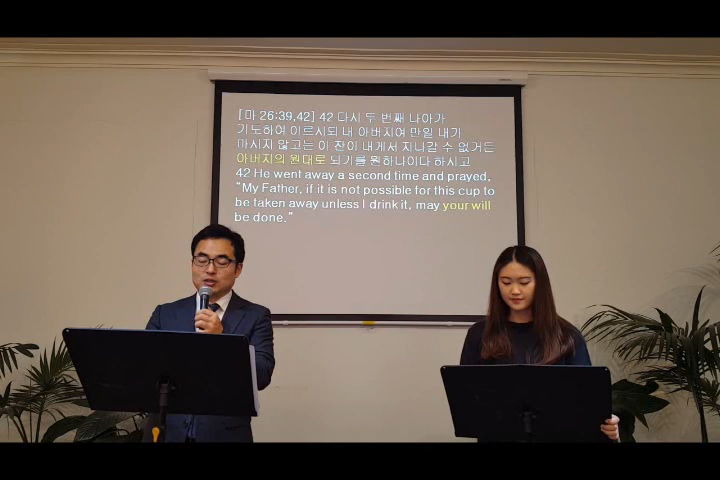 [마 26:39,42] 42 다시 두 번째 나아가
기도하여 이르시되 내 아버지여 만일 내가
마시지 않고는 이 잔이 내게서 지나갈 수 없거든
아버지의 원대로 되기를 원하나이다 하시고
42 He went away a second time and prayed,
“My Father, if it is not possible for this cup to
be taken away unless I drink it, may your will
be done.”